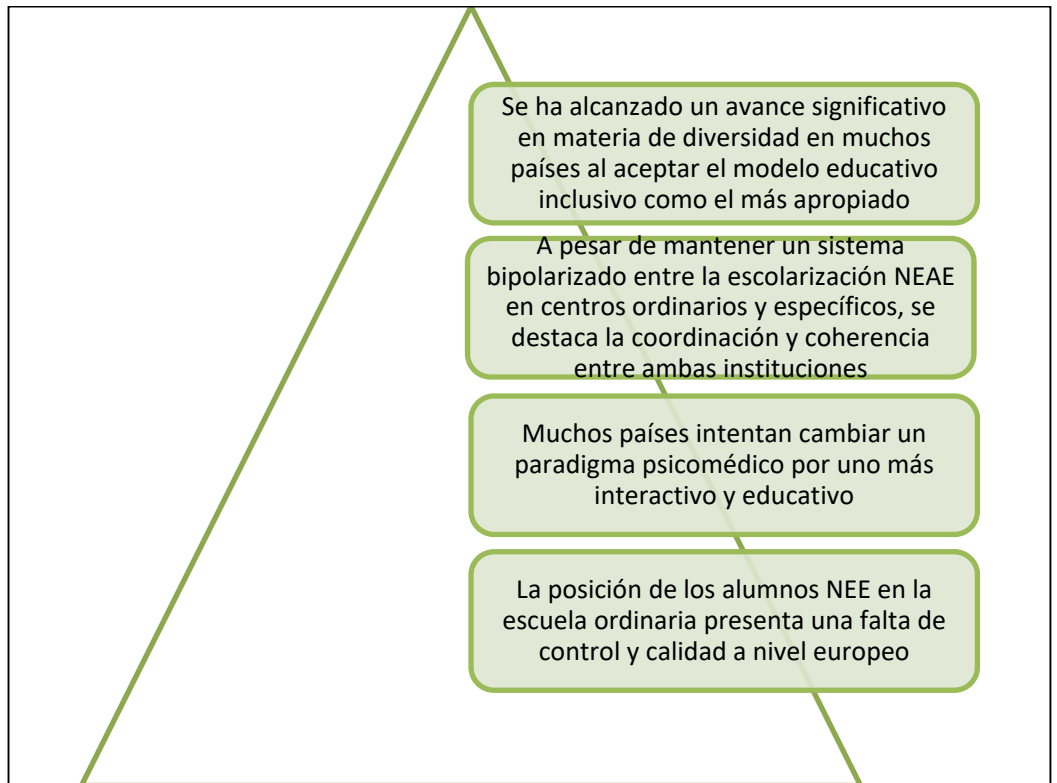 Se ha alcanzado un avance significativo
en materia de diversidad en muchos
países al aceptar el modelo educativo
inclusivo como el más apropiado
A pesar de mantener un sistema
bipolarizado entre la escolarización NEAE
en centros ordinarios y específicos, se
destaca la coordinación y coherencia
entre ambas instituciones
Muchos países intentan cambiar un
paradigma psicomédico por uno más
interactivo y educativo
La posición de los alumnos NEE en la
escuela ordinaria presenta una falta de
control y calidad a nivel europeo